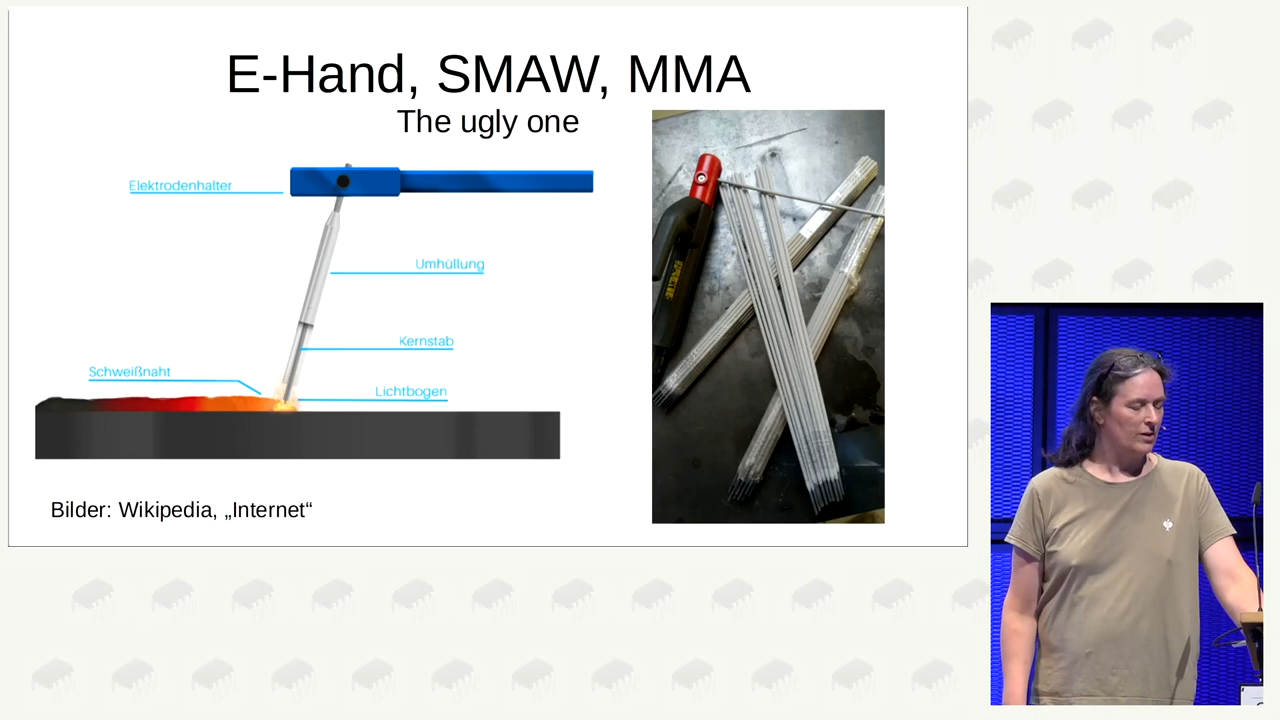 E-Hand, SMAW, MMA
The ugly one
Elektrodenhalter
Umhüllung
Kernstab
Schweißnaht
Lichtbogen
Bilder: Wikipedia, „Internet“